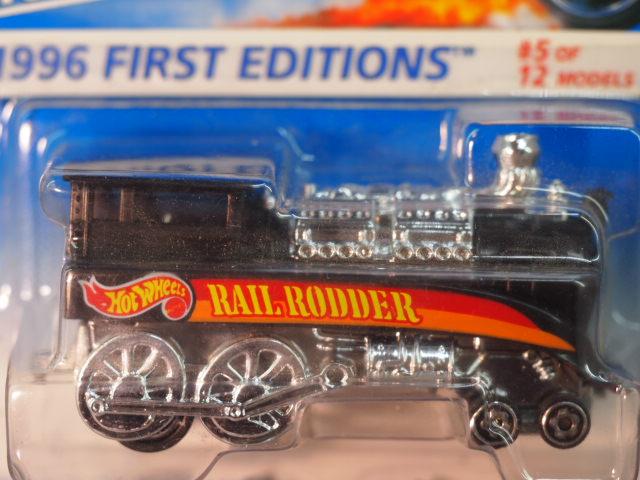 1996 FIRST EDITIONS™
#5 OF
12 MODELS
HOT WHEELS
RAIL RODDER